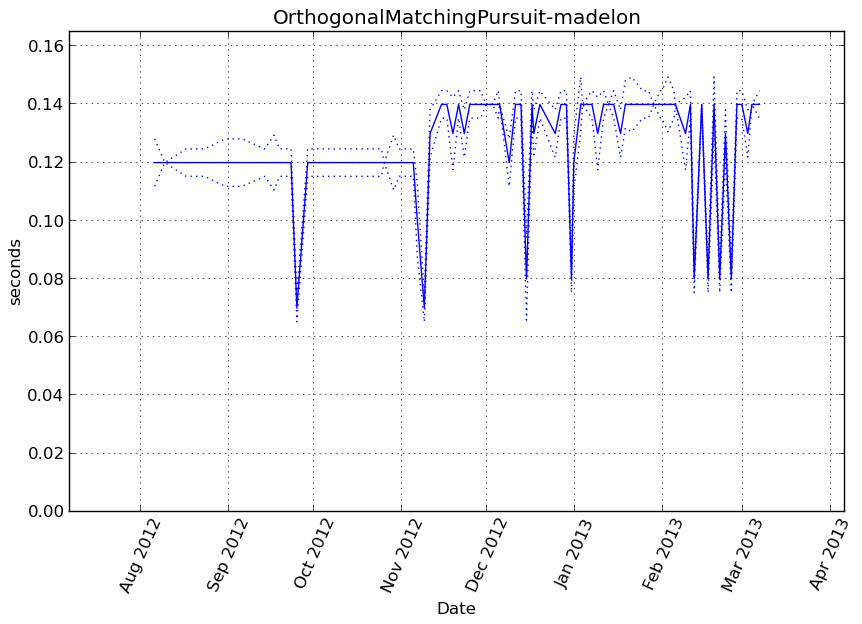 OrthogonalMatchingPursuit-madelon
0.16
0.14
0.12
0.10
0.08
0.06
0.04
0.02
0.00
seconds
Aug 2012
Sep 2012
Oct 2012
Nov 2012
Dec 2012
Jan 2013
Feb 2013
Mar 2013
Apr 2013
Date